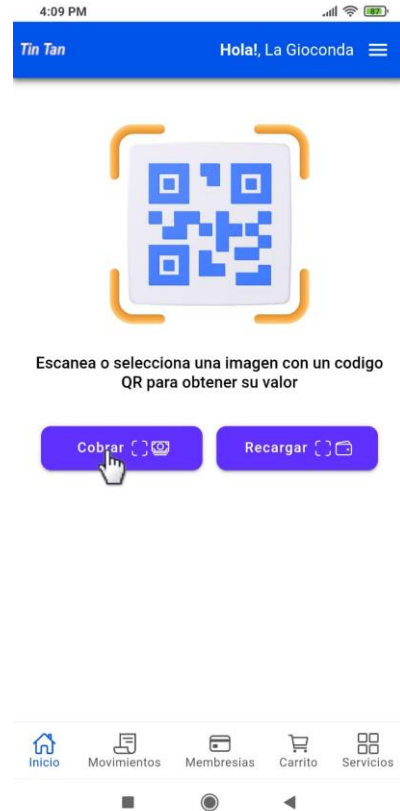 4:09 PM
87
Tin Tan
Hola!, La Gioconda
Escanea o selecciona una imagen con un codigo
QR para obtener su valor
Cobrar
Recargar
Inicio
Movimientos
Membresias
Carrito
Servicios